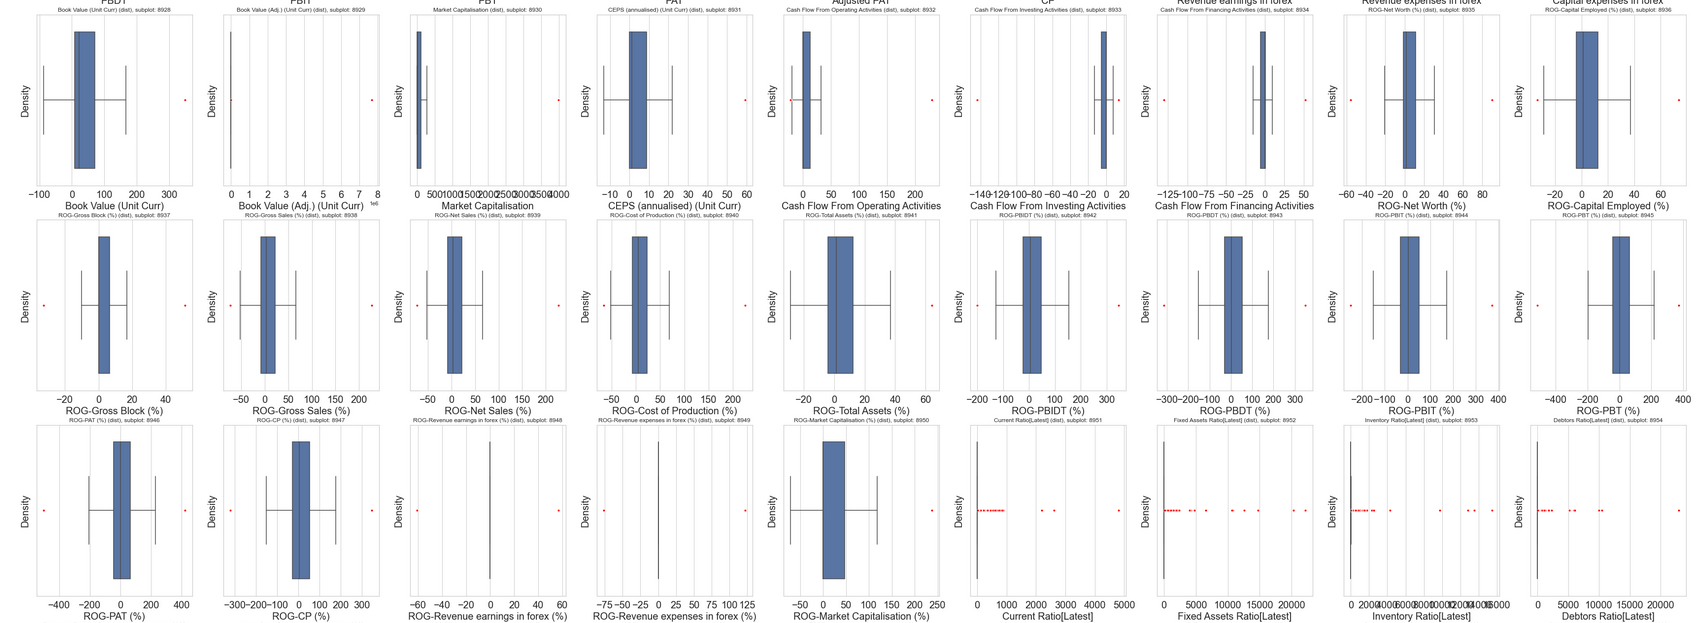 PBDT PBIT PBT PAT Adjusted PAT CP Revenue earnings in forex Revenue expenses in forex Capital expenses in forex
Book Value (Unit Curr) (dist), subplot: 8928 Book Value (Adj.) (Unit Curr) (dist), subplot: 8929 Market Capitalisation (dist), subplot: 8930 CEPS (annualised) (Unit Curr) (dist), subplot: 8931 Cash Flow From Operating Activities (dist), subplot: 8932 Cash Flow From Investing Activities (dist), subplot: 8933 Cash Flow From Financing Activities (dist), subplot: 8934 ROG-Net Worth (%) (dist), subplot: 8935 ROG-Capital Employed (%) (dist), subplot: 8936
Density Density Density Density Density Density Density Density Density
−100 0 100 200 300 0 1 2 3 4 5 6 7 8 0 500 1000 1500 2000 2500 3000 3500 4000 −10 0 10 20 30 40 50 60 0 50 100 150 200 −140 −120 −100 −80 −60 −40 −20 0 20 −125 −100 −75 −50 −25 0 25 50 −60 −40 −20 0 20 40 60 80 −20 0 20 40 60
1e6
Book Value (Unit Curr) Book Value (Adj.) (Unit Curr) Market Capitalisation CEPS (annualised) (Unit Curr) Cash Flow From Operating Activities Cash Flow From Investing Activities Cash Flow From Financing Activities ROG-Net Worth (%) ROG-Capital Employed (%)
ROG-Gross Block (%) (dist), subplot: 8937 ROG-Gross Sales (%) (dist), subplot: 8938 ROG-Net Sales (%) (dist), subplot: 8939 ROG-Cost of Production (%) (dist), subplot: 8940 ROG-Total Assets (%) (dist), subplot: 8941 ROG-PBIDT (%) (dist), subplot: 8942 ROG-PBDT (%) (dist), subplot: 8943 ROG-PBIT (%) (dist), subplot: 8944 ROG-PBT (%) (dist), subplot: 8945
Density Density Density Density Density Density Density Density Density
−20 0 20 40 −50 0 50 100 150 200 −50 0 50 100 150 200 −50 0 50 100 150 200 −20 0 20 40 60 −200 −100 0 100 200 300 −300 −200 −100 0 100 200 300 −200 −100 0 100 200 300 400 −400 −200 0 200 400
ROG-Gross Block (%) ROG-Gross Sales (%) ROG-Net Sales (%) ROG-Cost of Production (%) ROG-Total Assets (%) ROG-PBIDT (%) ROG-PBDT (%) ROG-PBIT (%) ROG-PBT (%)
ROG-PAT (%) (dist), subplot: 8946 ROG-CP (%) (dist), subplot: 8947 ROG-Revenue earnings in forex (%) (dist), subplot: 8948 ROG-Revenue expenses in forex (%) (dist), subplot: 8949 ROG-Market Capitalisation (%) (dist), subplot: 8950 Current Ratio[Latest] (dist), subplot: 8951 Fixed Assets Ratio[Latest] (dist), subplot: 8952 Inventory Ratio[Latest] (dist), subplot: 8953 Debtors Ratio[Latest] (dist), subplot: 8954
Density Density Density Density Density Density Density Density Density
−400 −200 0 200 400 −300 −200 −100 0 100 200 300 −60 −40 −20 0 20 40 60 −75 −50 −25 0 25 50 75 100 125 −50 0 50 100 150 200 250 0 1000 2000 3000 4000 5000 0 5000 10000 15000 20000 0 2000 4000 6000 8000 10000 12000 14000 16000 0 5000 10000 15000 20000
ROG-PAT (%) ROG-CP (%) ROG-Revenue earnings in forex (%) ROG-Revenue expenses in forex (%) ROG-Market Capitalisation (%) Current Ratio[Latest] Fixed Assets Ratio[Latest] Inventory Ratio[Latest] Debtors Ratio[Latest]